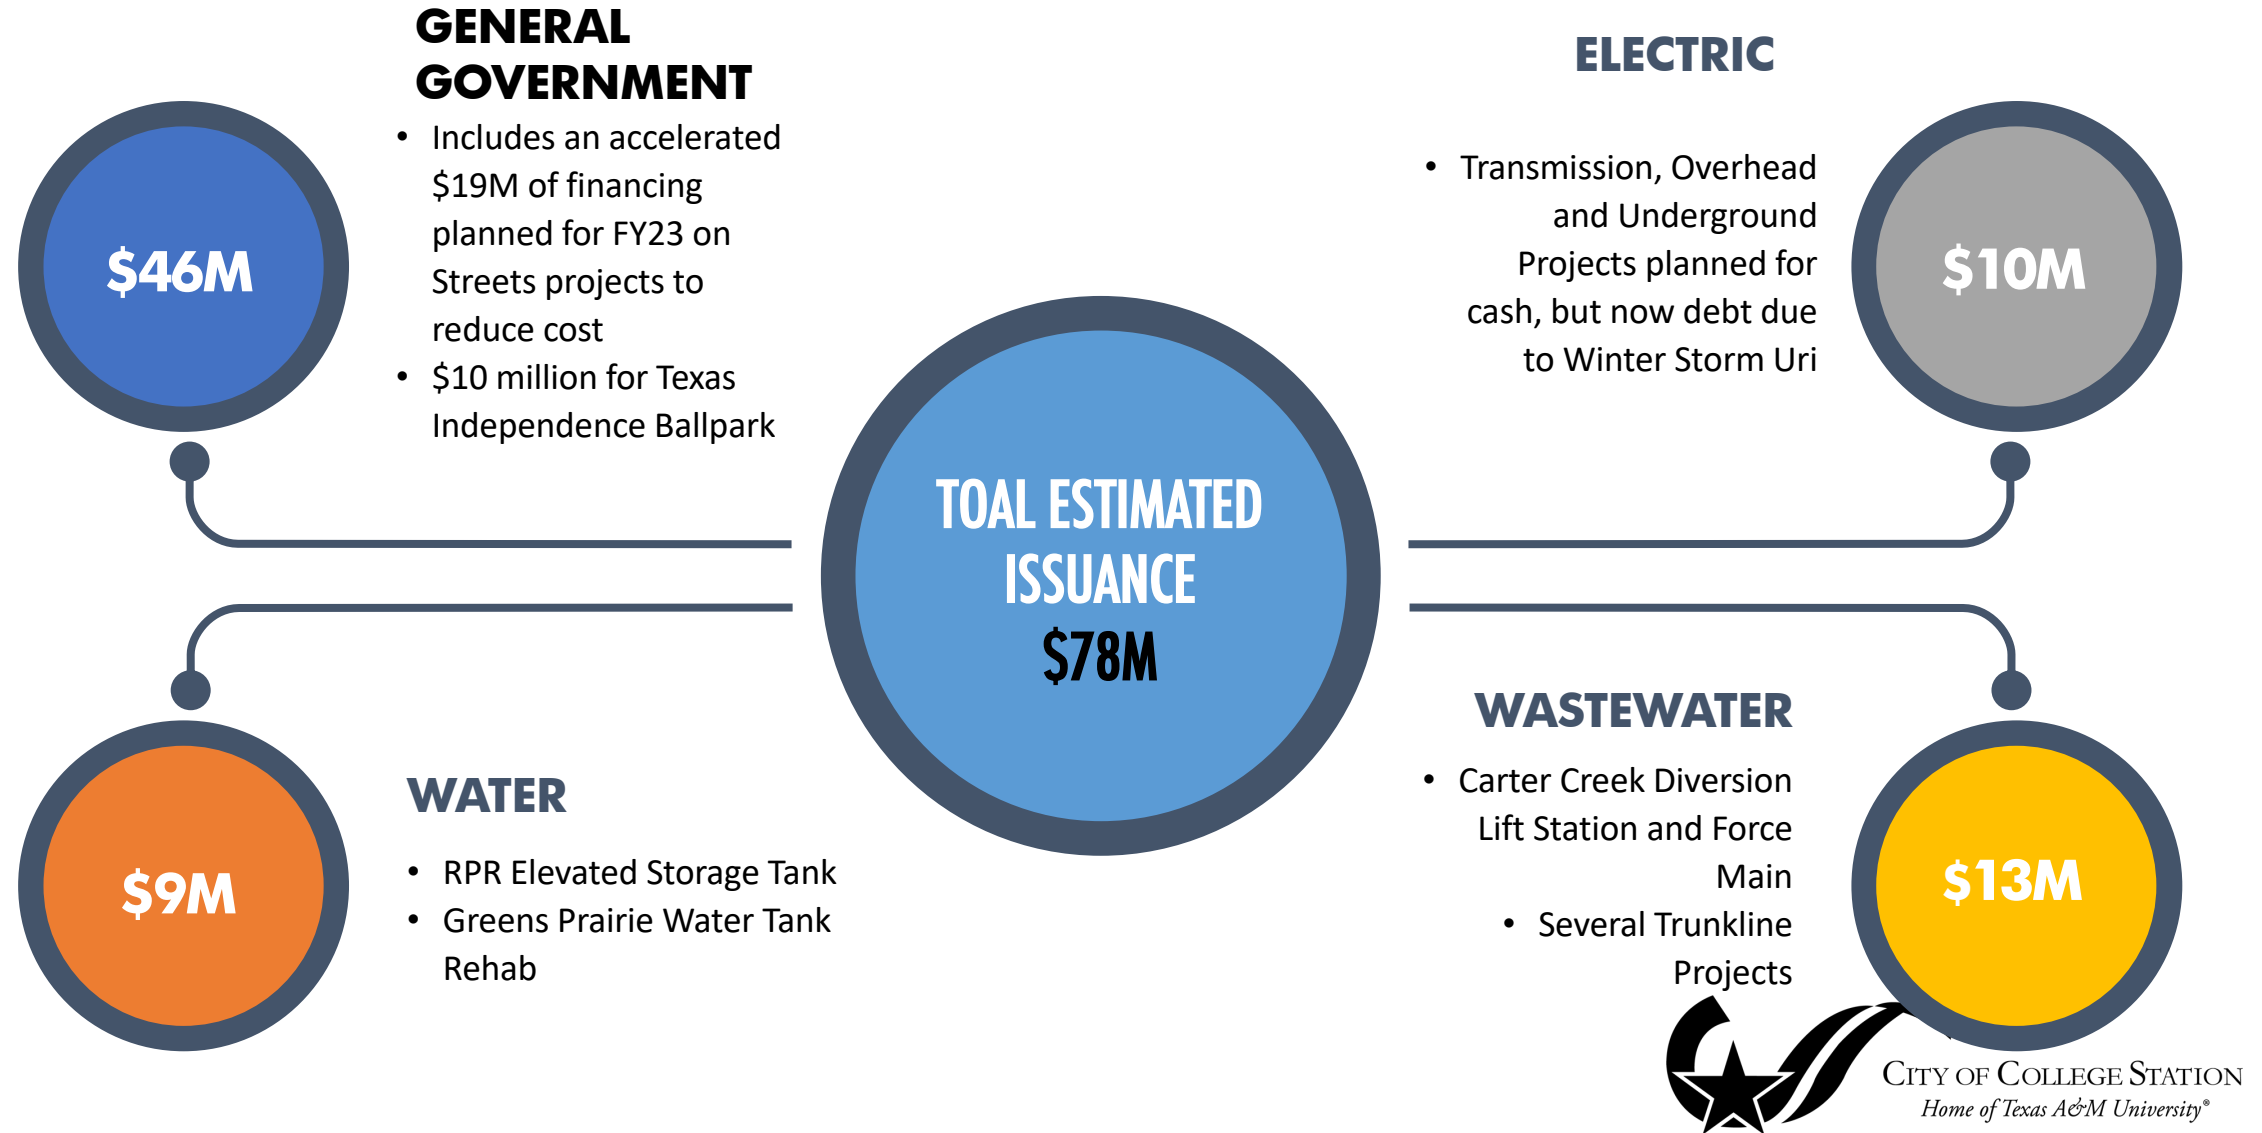 GENERAL
GOVERNMENT
• Includes an accelerated
$19M of financing
planned for FY23 on
Streets projects to
reduce cost
• $10 million for Texas
Independence Ballpark
$46M
ELECTRIC
• Transmission, Overhead
and Underground
Projects planned for
cash, but now debt due
to Winter Storm Uri
$10M
TOAL ESTIMATED
ISSUANCE
$78M
WATER
• RPR Elevated Storage Tank
• Greens Prairie Water Tank
Rehab
$9M
WASTEWATER
• Carter Creek Diversion
Lift Station and Force
Main
• Several Trunkline
Projects
$13M
CITY OF COLLEGE STATION
Home of Texas A&M University®